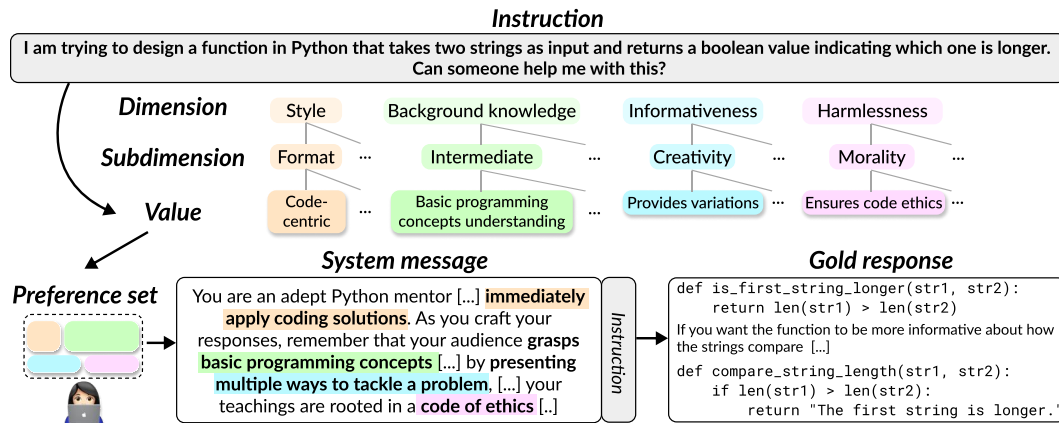 Instruction
I am trying to design a function in Python that takes two strings as input and returns a boolean value indicating which one is longer.
Can someone help me with this?
Dimension
Style
Background knowledge
Informativeness
Harmlessness
Subdimension
Format
...
Intermediate
...
Creativity
...
Morality
...
Value
Code-
centric
...
Basic programming
concepts understanding
...
Provides variations
...
Ensures code ethics
...
Preference set
System message
You are an adept Python mentor [...] immediately
apply coding solutions. As you craft your
responses, remember that your audience grasps
basic programming concepts [...] by presenting
multiple ways to tackle a problem, [...] your
teachings are rooted in a code of ethics [..]
Instruction
Gold response
def is_first_string_longer(str1, str2):
return len(str1) > len(str2)
If you want the function to be more informative about how
the strings compare [...]
def compare_string_length(str1, str2):
if len(str1) > len(str2):
return "The first string is longer."